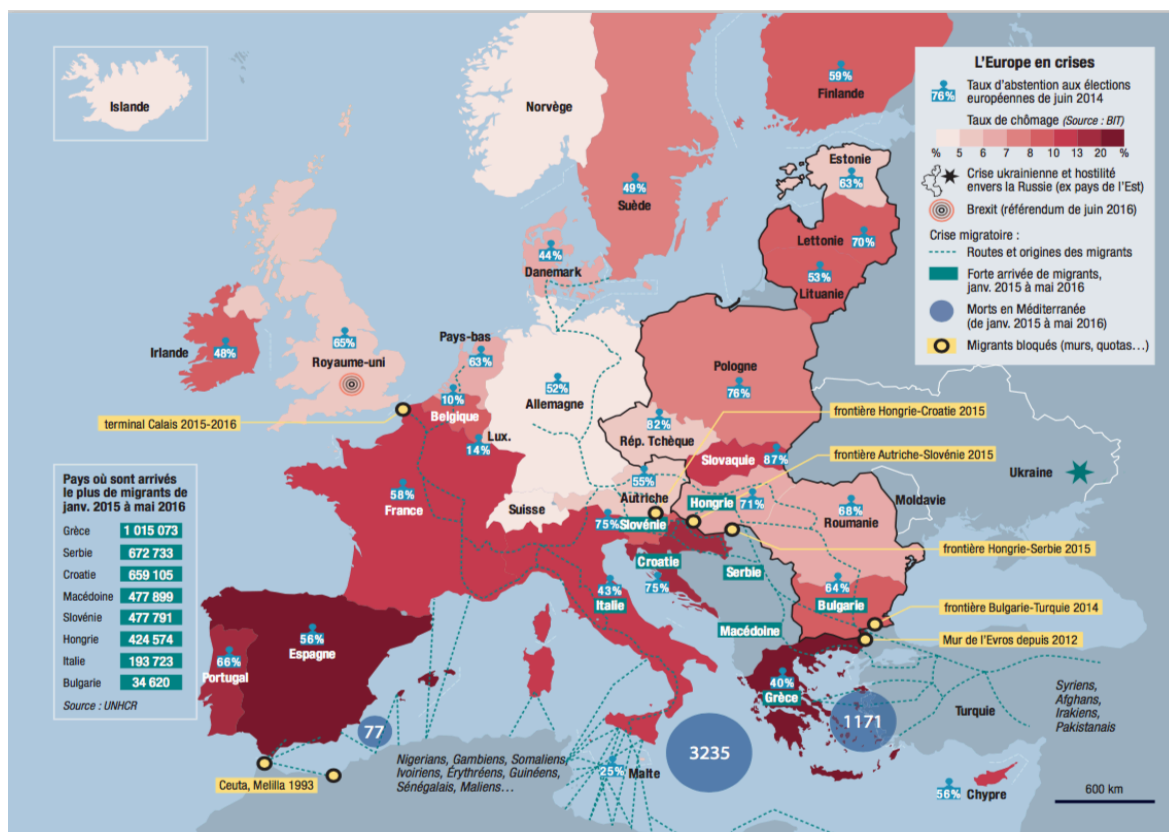 Islande
Norvège
59%
Finlande
49%
Suède
Estonie
63%
Lettonie
70%
53%
Lituanie
44%
Danemark
Irlande
48%
65%
Royaume-uni
Pays-bas
63%
10%
Belgique
Lux.
14%
52%
Allemagne
Pologne
76%
82%
Rép. Tchèque
Slovaquie
87%
55%
Autriche
Suisse
58%
France
75%
Slovénie
Hongrie
71%
68%
Roumanie
Moldavie
Ukraine
Croatie
75%
Serbie
43%
Italie
64%
Bulgarie
Macédoine
40%
Grèce
Turquie
56%
Espagne
66%
Portugal
25%
Malte
56%
Chypre
77
3235
1171
terminal Calais 2015-2016
frontière Hongrie-Croatie 2015
frontière Autriche-Slovénie 2015
frontière Hongrie-Serbie 2015
frontière Bulgarie-Turquie 2014
Mur de l'Evros depuis 2012
Ceuta, Melilla 1993
Nigerians, Gambiens, Somaliens,
Ivoiriens, Érythréens, Guinéens,
Sénégalais, Maliens...
Syriens,
Afghans,
Irakiens,
Pakistanais
600 km
L'Europe en crises
76%
Taux d'abstention aux élections
européennes de juin 2014
Taux de chômage (Source : BIT)
% 5 6 7 8 10 13 20 %
Crise ukrainienne et hostilité
envers la Russie (ex pays de l'Est)
Brexit (référendum de juin 2016)
Crise migratoire :
Routes et origines des migrants
Forte arrivée de migrants,
janv. 2015 à mai 2016
Morts en Méditerranée
(de janv. 2015 à mai 2016)
Migrants bloqués (murs, quotas...)
Pays où sont arrivés
le plus de migrants de
janv. 2015 à mai 2016
Grèce 1 015 073
Serbie 672 733
Croatie 659 105
Macédoine 477 899
Slovénie 477 791
Hongrie 424 574
Italie 193 723
Bulgarie 34 620
Source : UNHCR